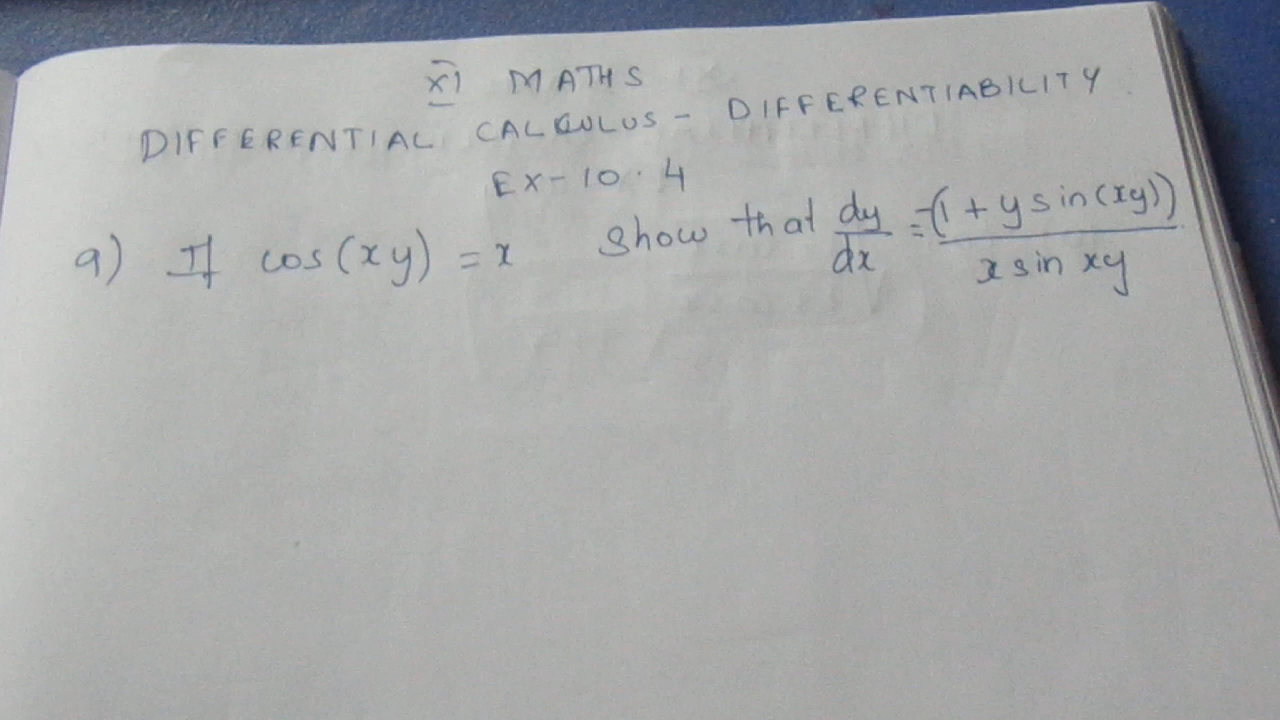 XI MATHS
DIFFERENTIAL CALCULUS - DIFFERENTIABILITY
EX-10.4
9) If cos(xy) = x show that dy/dx = -(1 + y sin(xy))/x sin xy